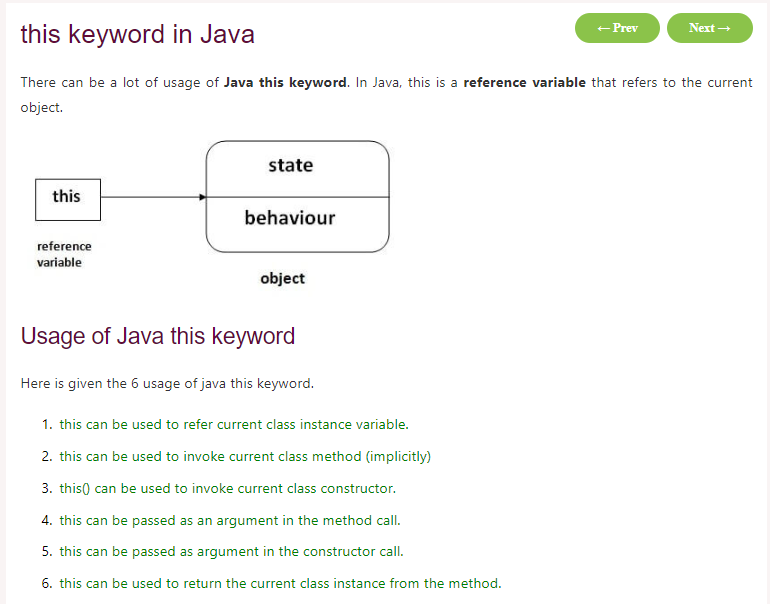 this keyword in Java
← Prev
Next →
There can be a lot of usage of Java this keyword. In Java, this is a reference variable that refers to the current
object.
state
this
behaviour
reference
variable
object
Usage of Java this keyword
Here is given the 6 usage of java this keyword.
1. this can be used to refer current class instance variable.
2. this can be used to invoke current class method (implicitly)
3. this() can be used to invoke current class constructor.
4. this can be passed as an argument in the method call.
5. this can be passed as argument in the constructor call.
6. this can be used to return the current class instance from the method.